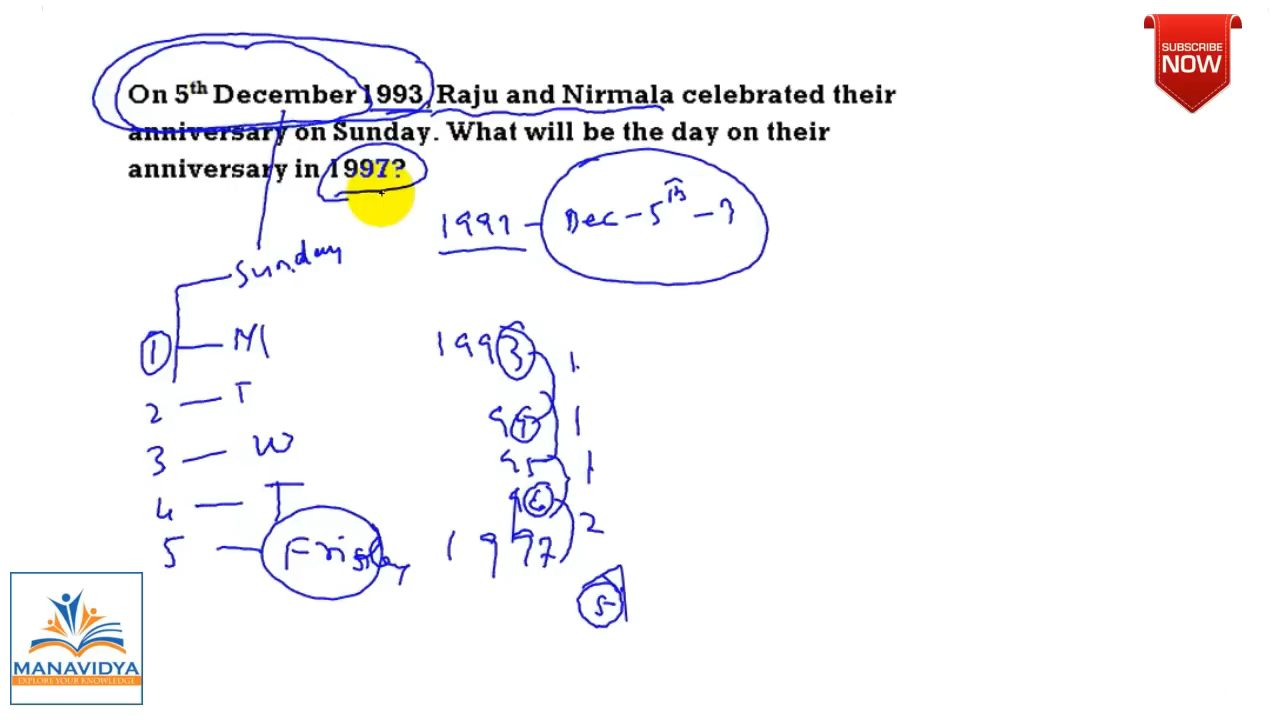 On 5th December 1993, Raju and Nirmala celebrated their
anniversary on Sunday. What will be the day on their
anniversary in 1997?
SUBSCRIBE
NOW
1997 - Dec - 5th - ?
Sunday
1 - M
2 - T
3 - W
4 - T
5 - Friday
1993 1
94 1
95 1
96 2
1997
5
MANAVIDYA
EXPLORE YOUR KNOWLEDGE